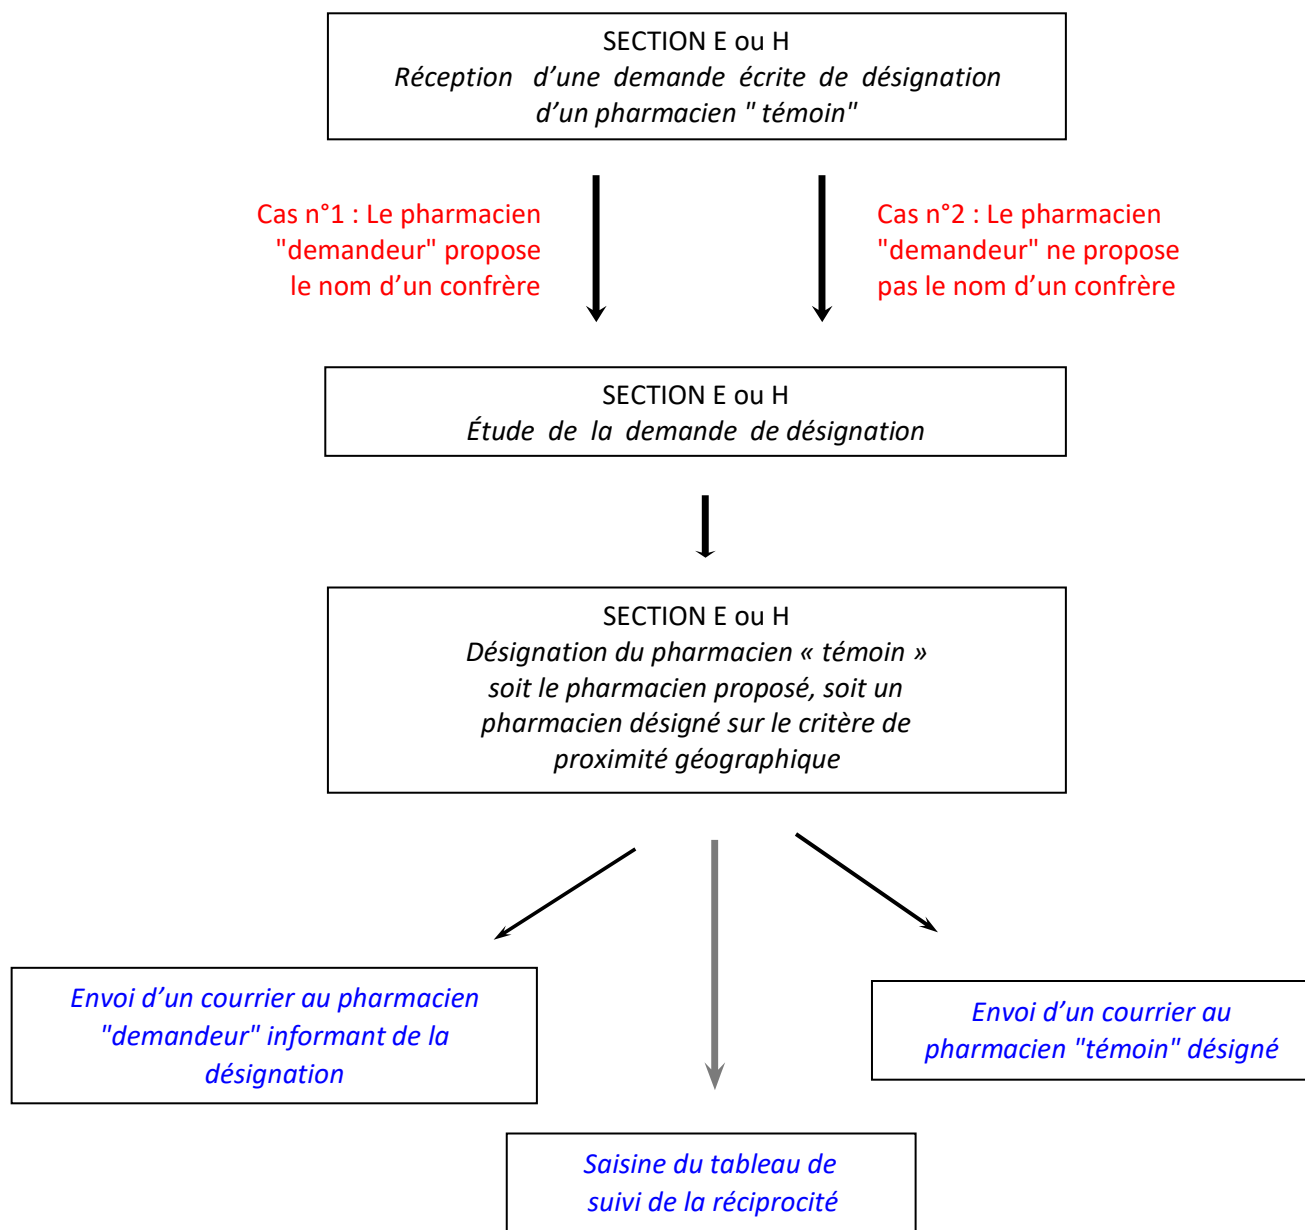 SECTION E ou H
Réception d’une demande écrite de désignation
d’un pharmacien " témoin"
Cas n°1 : Le pharmacien
"demandeur" propose
le nom d’un confrère
Cas n°2 : Le pharmacien
"demandeur" ne propose
pas le nom d’un confrère
SECTION E ou H
Étude de la demande de désignation
SECTION E ou H
Désignation du pharmacien « témoin »
soit le pharmacien proposé, soit un
pharmacien désigné sur le critère de
proximité géographique
Envoi d’un courrier au pharmacien
"demandeur" informant de la
désignation
Envoi d’un courrier au
pharmacien "témoin" désigné
Saisine du tableau de
suivi de la réciprocité